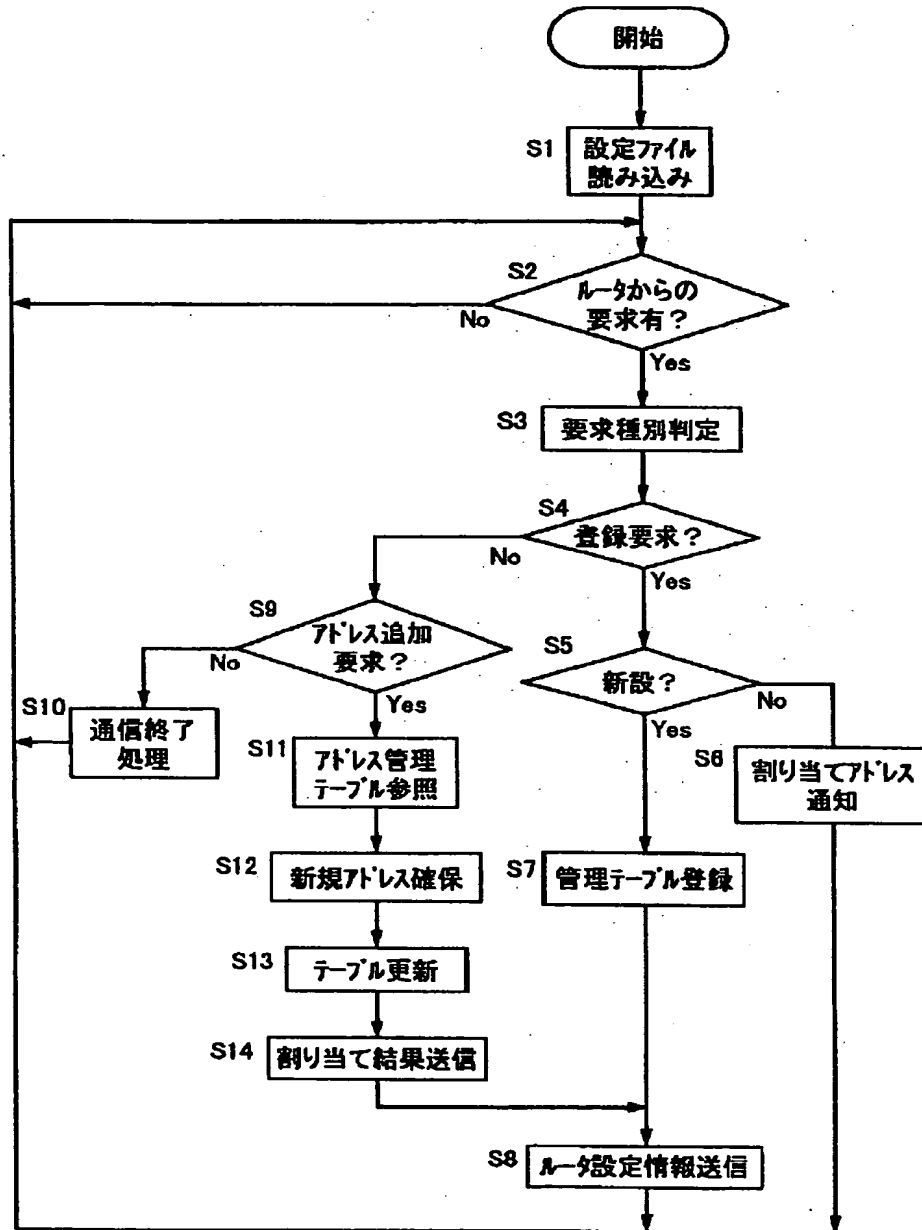 開始
S1
設定ファイル
読み込み
S2
ルータからの
要求有？
No
Yes
S3
要求種別判定
S4
登録要求？
No
Yes
S9
アドレス追加
要求？
No
Yes
S5
新設？
No
Yes
S10
通信終了
処理
S11
アドレス管理
テーブル参照
S6
割り当てアドレス
通知
S12
新規アドレス確保
S7
管理テーブル登録
S13
テーブル更新
S14
割り当て結果送信
S8
ルータ設定情報送信